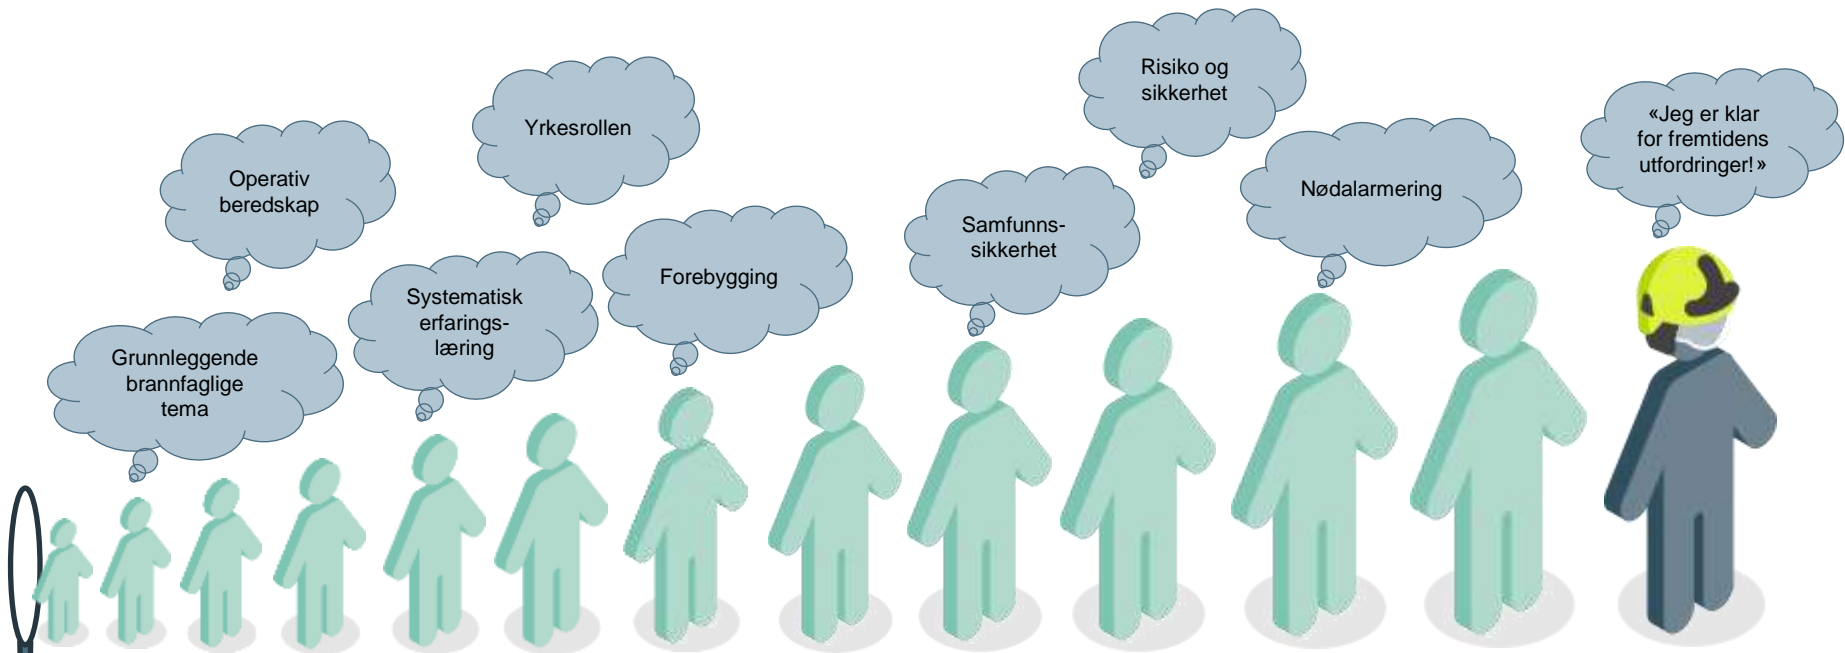 Grunnleggende
brannfaglige
tema
Operativ
beredskap
Systematisk
erfarings-
læring
Yrkesrollen
Forebygging
Samfunns-
sikkerhet
Risiko og
sikkerhet
Nødalarmering
«Jeg er klar
for fremtidens
utfordringer!»